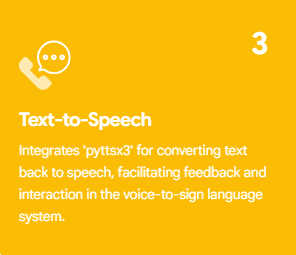 3
Text-to-Speech
Integrates 'pyttsx3' for converting text
back to speech, facilitating feedback and
interaction in the voice-to-sign language
system.